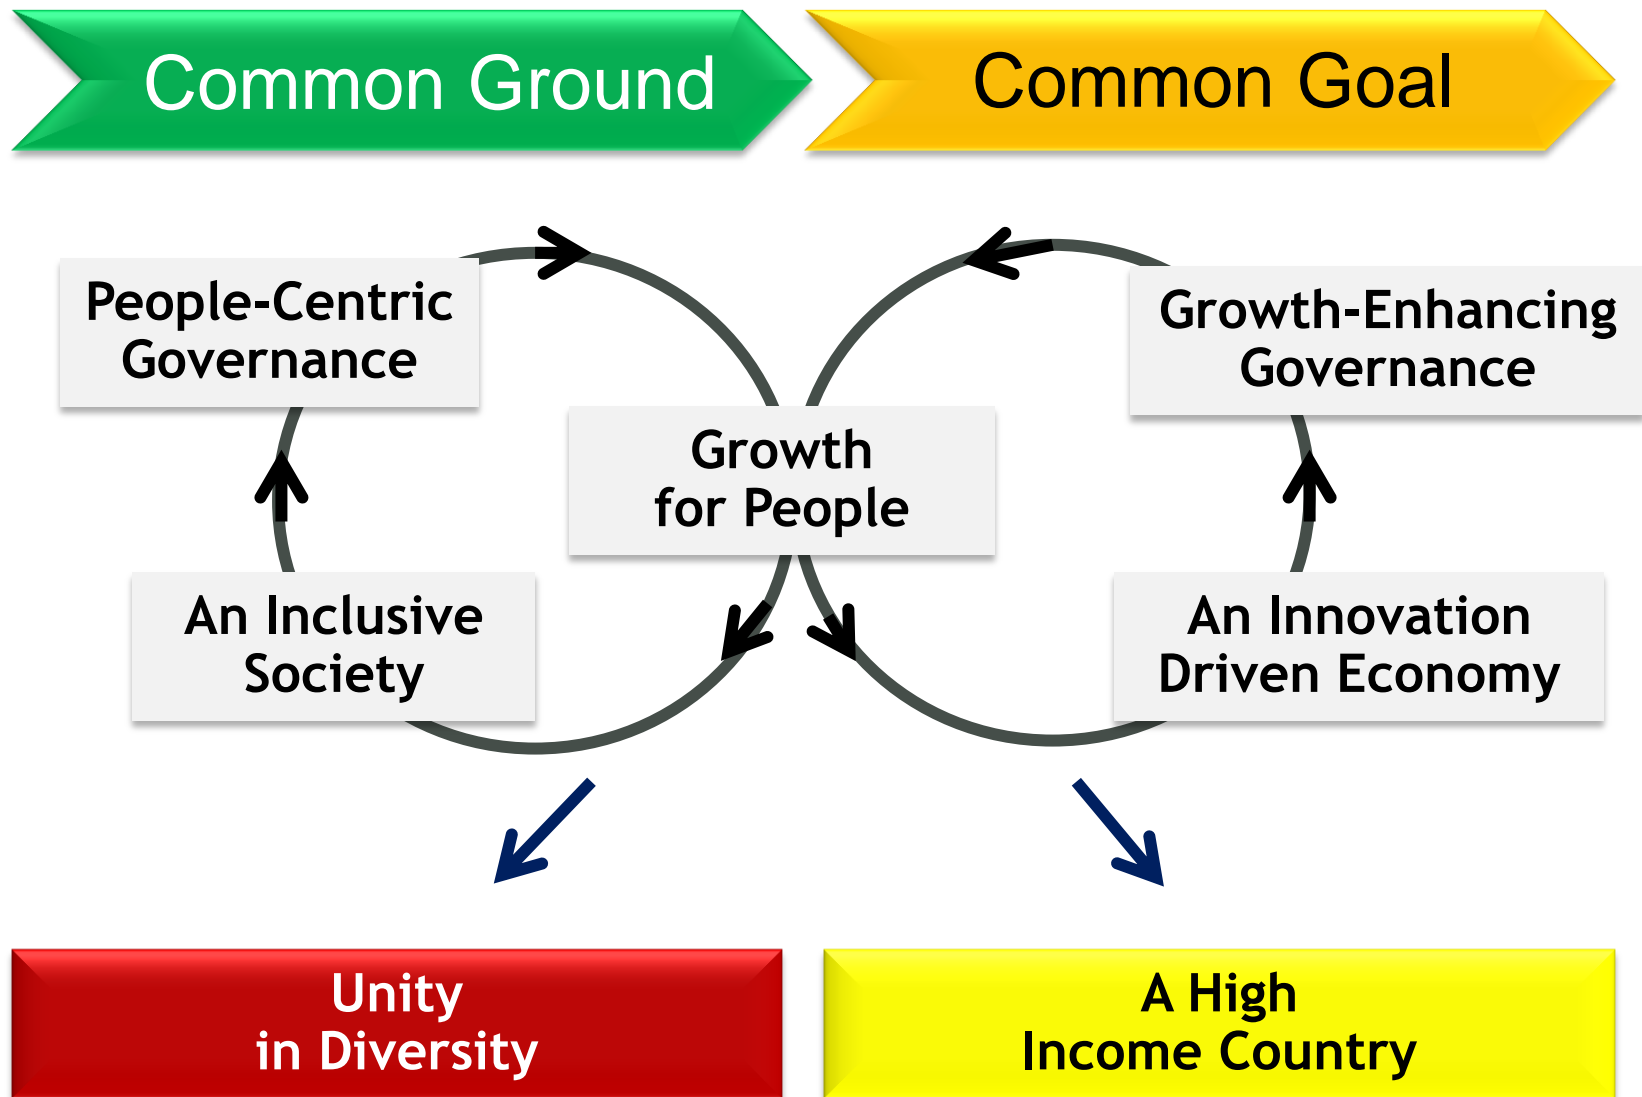 Common Ground
Common Goal
People-Centric
Governance
Growth-Enhancing
Governance
Growth
for People
An Inclusive
Society
An Innovation
Driven Economy
Unity
in Diversity
A High
Income Country